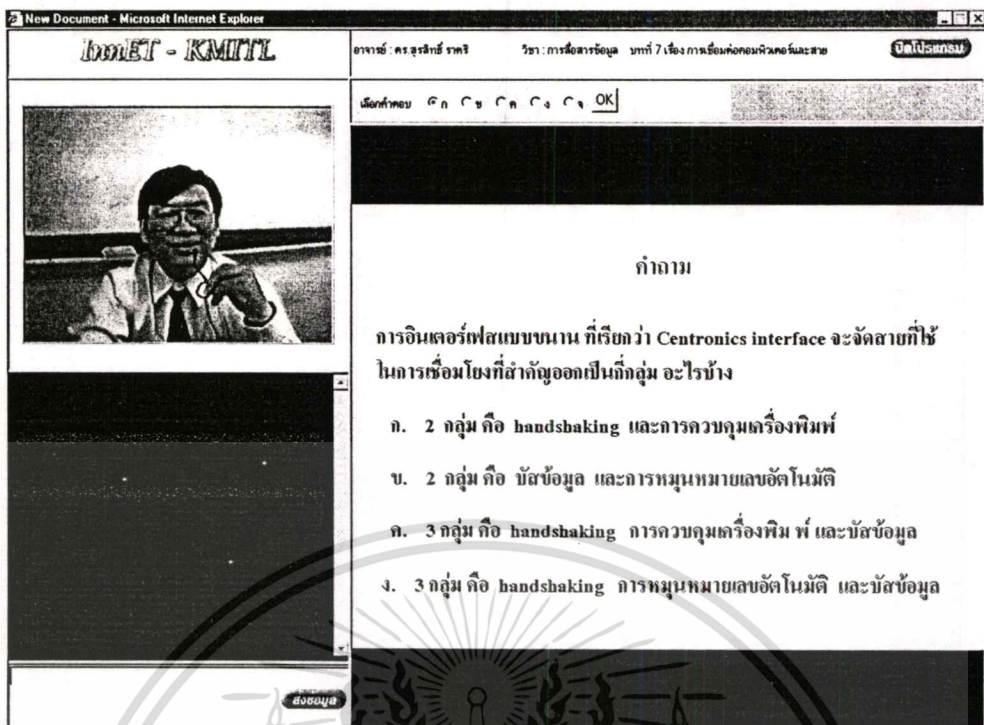 New Document - Microsoft Internet Explorer
InnET - KMITL
อาจารย์ : ดร.สุรสิทธิ์ ราตรี วิชา : การสื่อสารข้อมูล บทที่ 7 เรื่อง การเชื่อมต่อคอมพิวเตอร์และสาย ปิดโปรแกรม
เลือกคำตอบ ก ข ค ง จ OK
คำถาม
การอินเตอร์เฟสแบบขนาน ที่เรียกว่า Centronics interface จะจัดสายที่ใช้
ในการเชื่อมโยงที่สำคัญออกเป็นกี่กลุ่ม อะไรบ้าง
ก. 2 กลุ่ม คือ handshaking และการควบคุมเครื่องพิมพ์
ข. 2 กลุ่ม คือ บัสข้อมูล และการหมุนหมายเลขอัตโนมัติ
ค. 3 กลุ่ม คือ handshaking การควบคุมเครื่องพิม พ์ และบัสข้อมูล
ง. 3 กลุ่ม คือ handshaking การหมุนหมายเลขอัตโนมัติ และบัสข้อมูล
ส่งข้อมูล